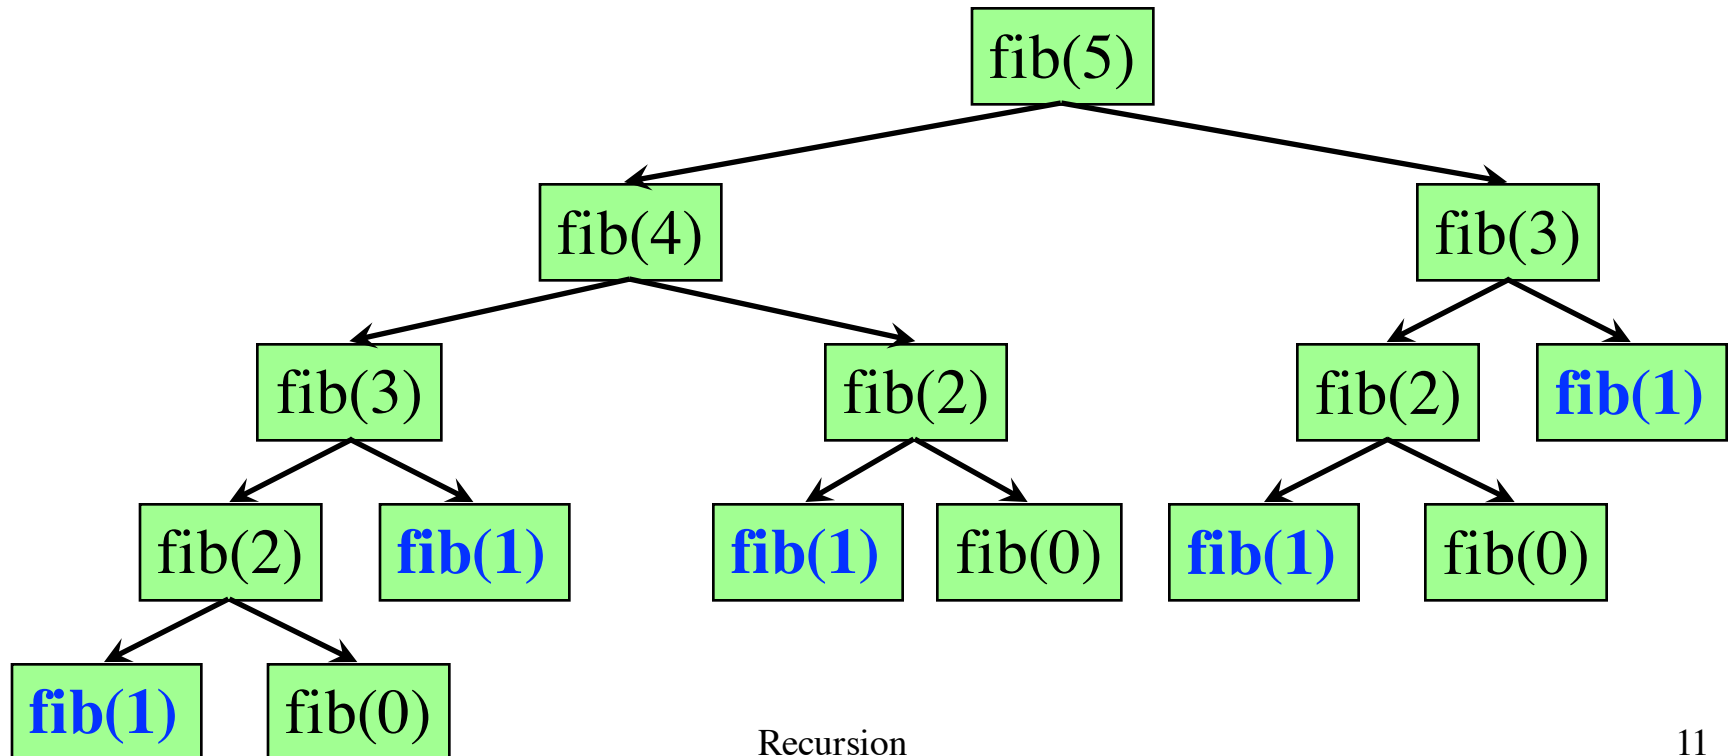 fib(5)
fib(4) fib(3)
fib(3) fib(2) fib(2) fib(1)
fib(2) fib(1) fib(1) fib(0) fib(1) fib(0)
fib(1) fib(0)
Recursion 11